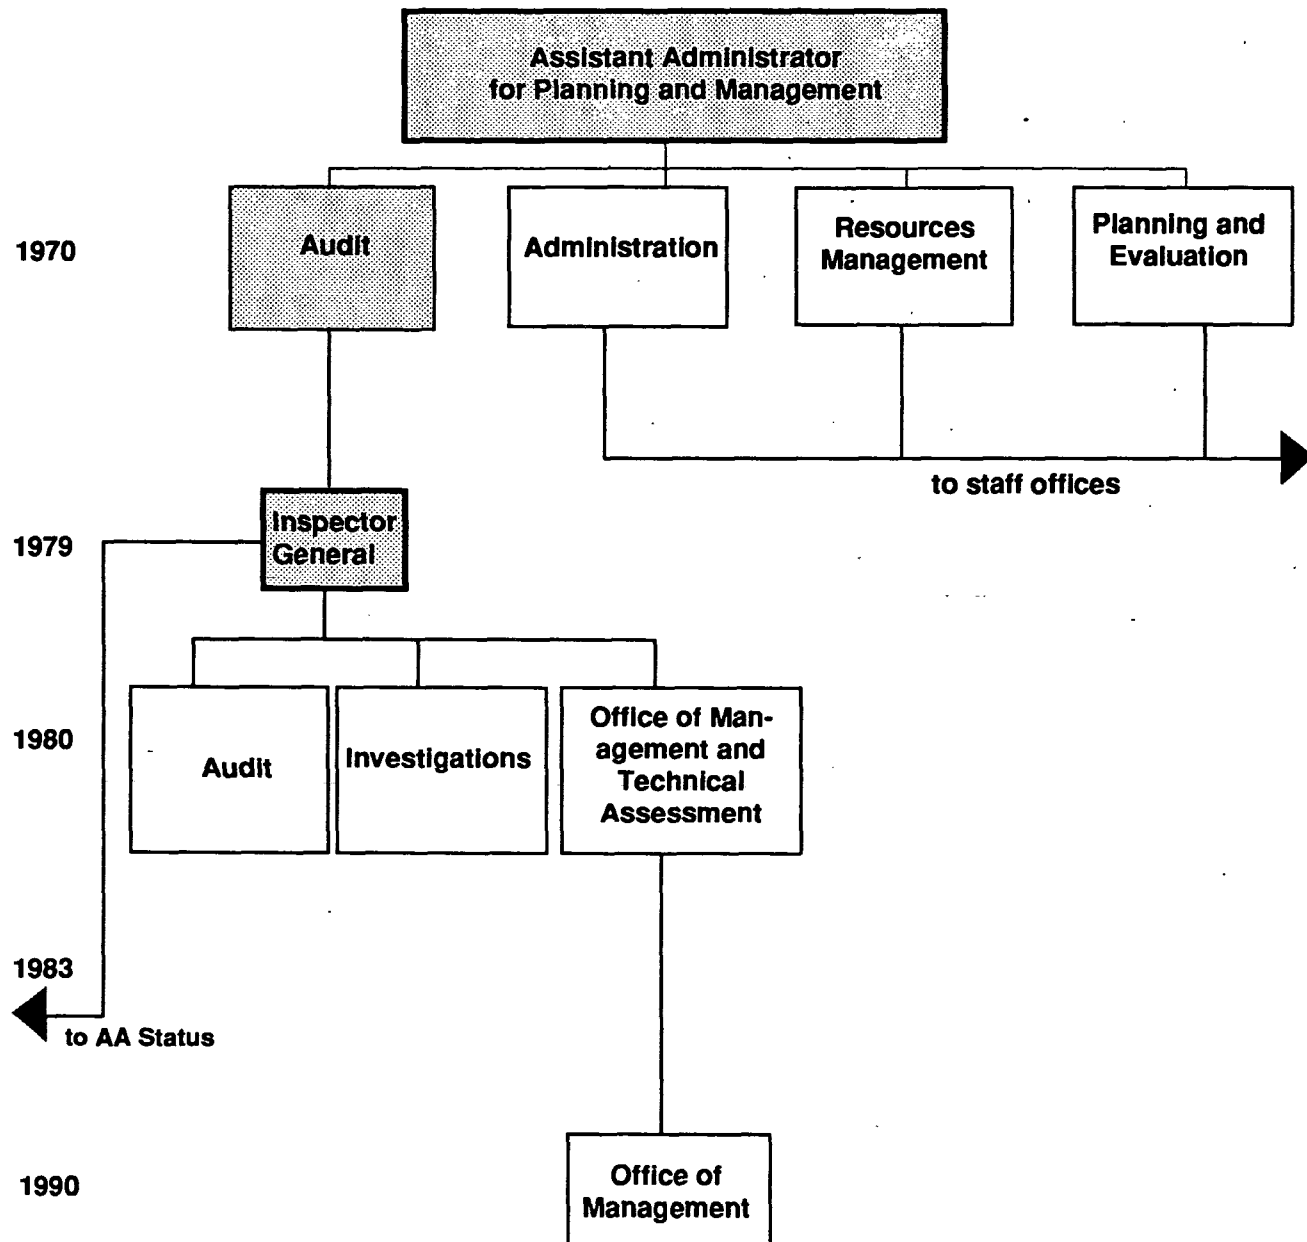 Assistant Administrator
for Planning and Management
1970
Audit
Administration
Resources
Management
Planning and
Evaluation
to staff offices
1979
Inspector
General
1980
Audit
Investigations
Office of Man-
agement and
Technical
Assessment
1983
to AA Status
1990
Office of
Management